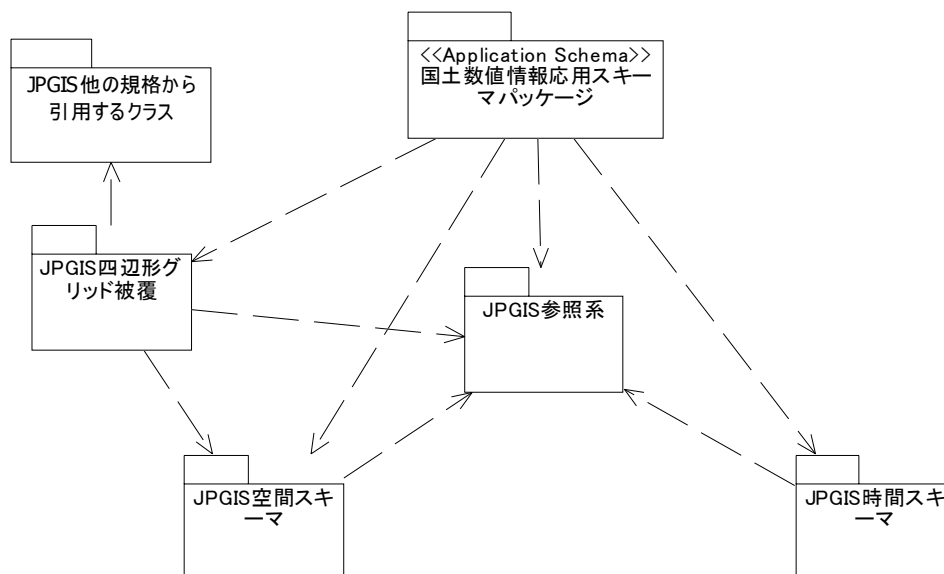 <<Application Schema>>
国土数値情報応用スキー
マパッケージ
JPGIS他の規格から
引用するクラス
JPGIS四辺形グ
リッド被覆
JPGIS参照系
JPGIS空間スキ
ーマ
JPGIS時間スキ
ーマ